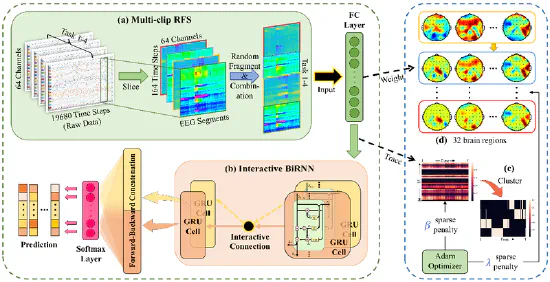 (a) Multi-clip RFS
Task 1-4
64 Channels
19680 Time Steps
(Raw Data)
Slice
64 Channels
164 Time Steps
EEG Segments
Random
Fragment
&
Combin-
ation
Task 1-4
Input
FC
Layer
Weight
Trace
(d) 32 brain regions
(b) Interactive BiRNN
GRU
Cell
GRU
Cell
Interactive
Connection
GRU
Cell
GRU
Cell
Forward-Backward Concatenation
Softmax
Layer
Prediction
(c)
Cluster
β sparse
penalty
λ sparse
penalty
Adam
Optimizer